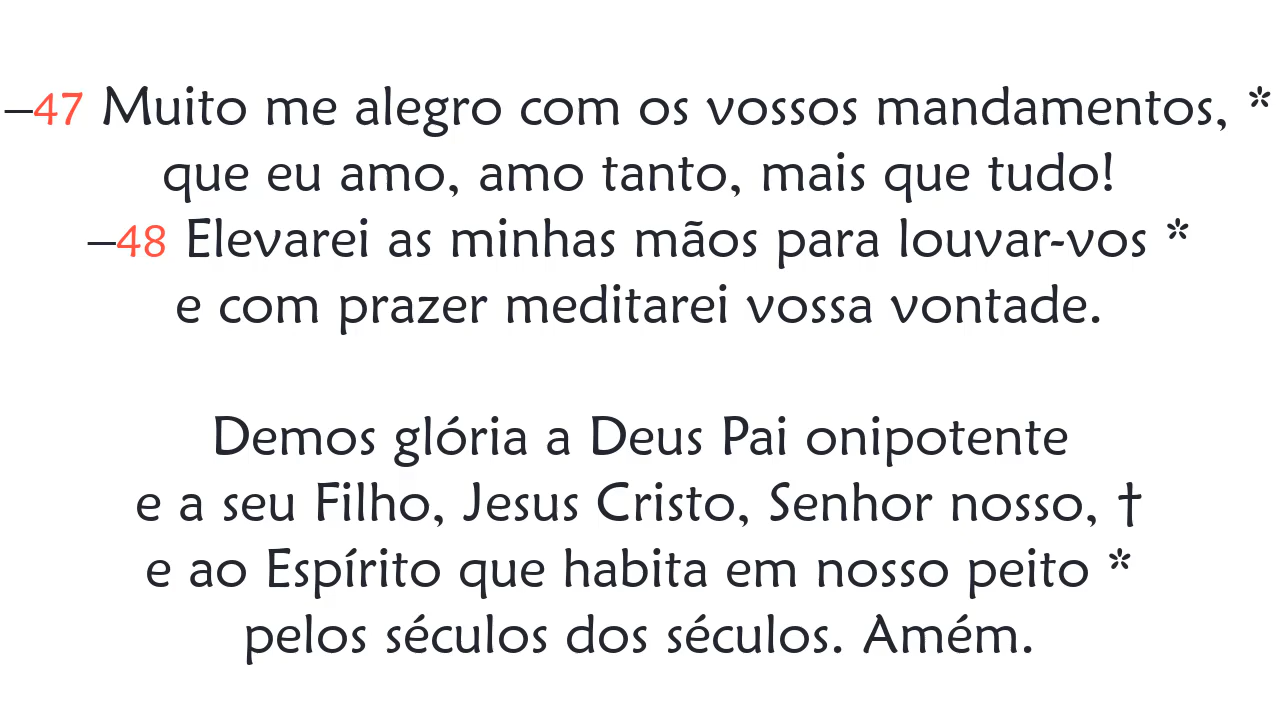 –47 Muito me alegro com os vossos mandamentos, *
que eu amo, amo tanto, mais que tudo!
–48 Elevarei as minhas mãos para louvar-vos *
e com prazer meditarei vossa vontade.
Demos glória a Deus Pai onipotente
e a seu Filho, Jesus Cristo, Senhor nosso, †
e ao Espírito que habita em nosso peito *
pelos séculos dos séculos. Amém.